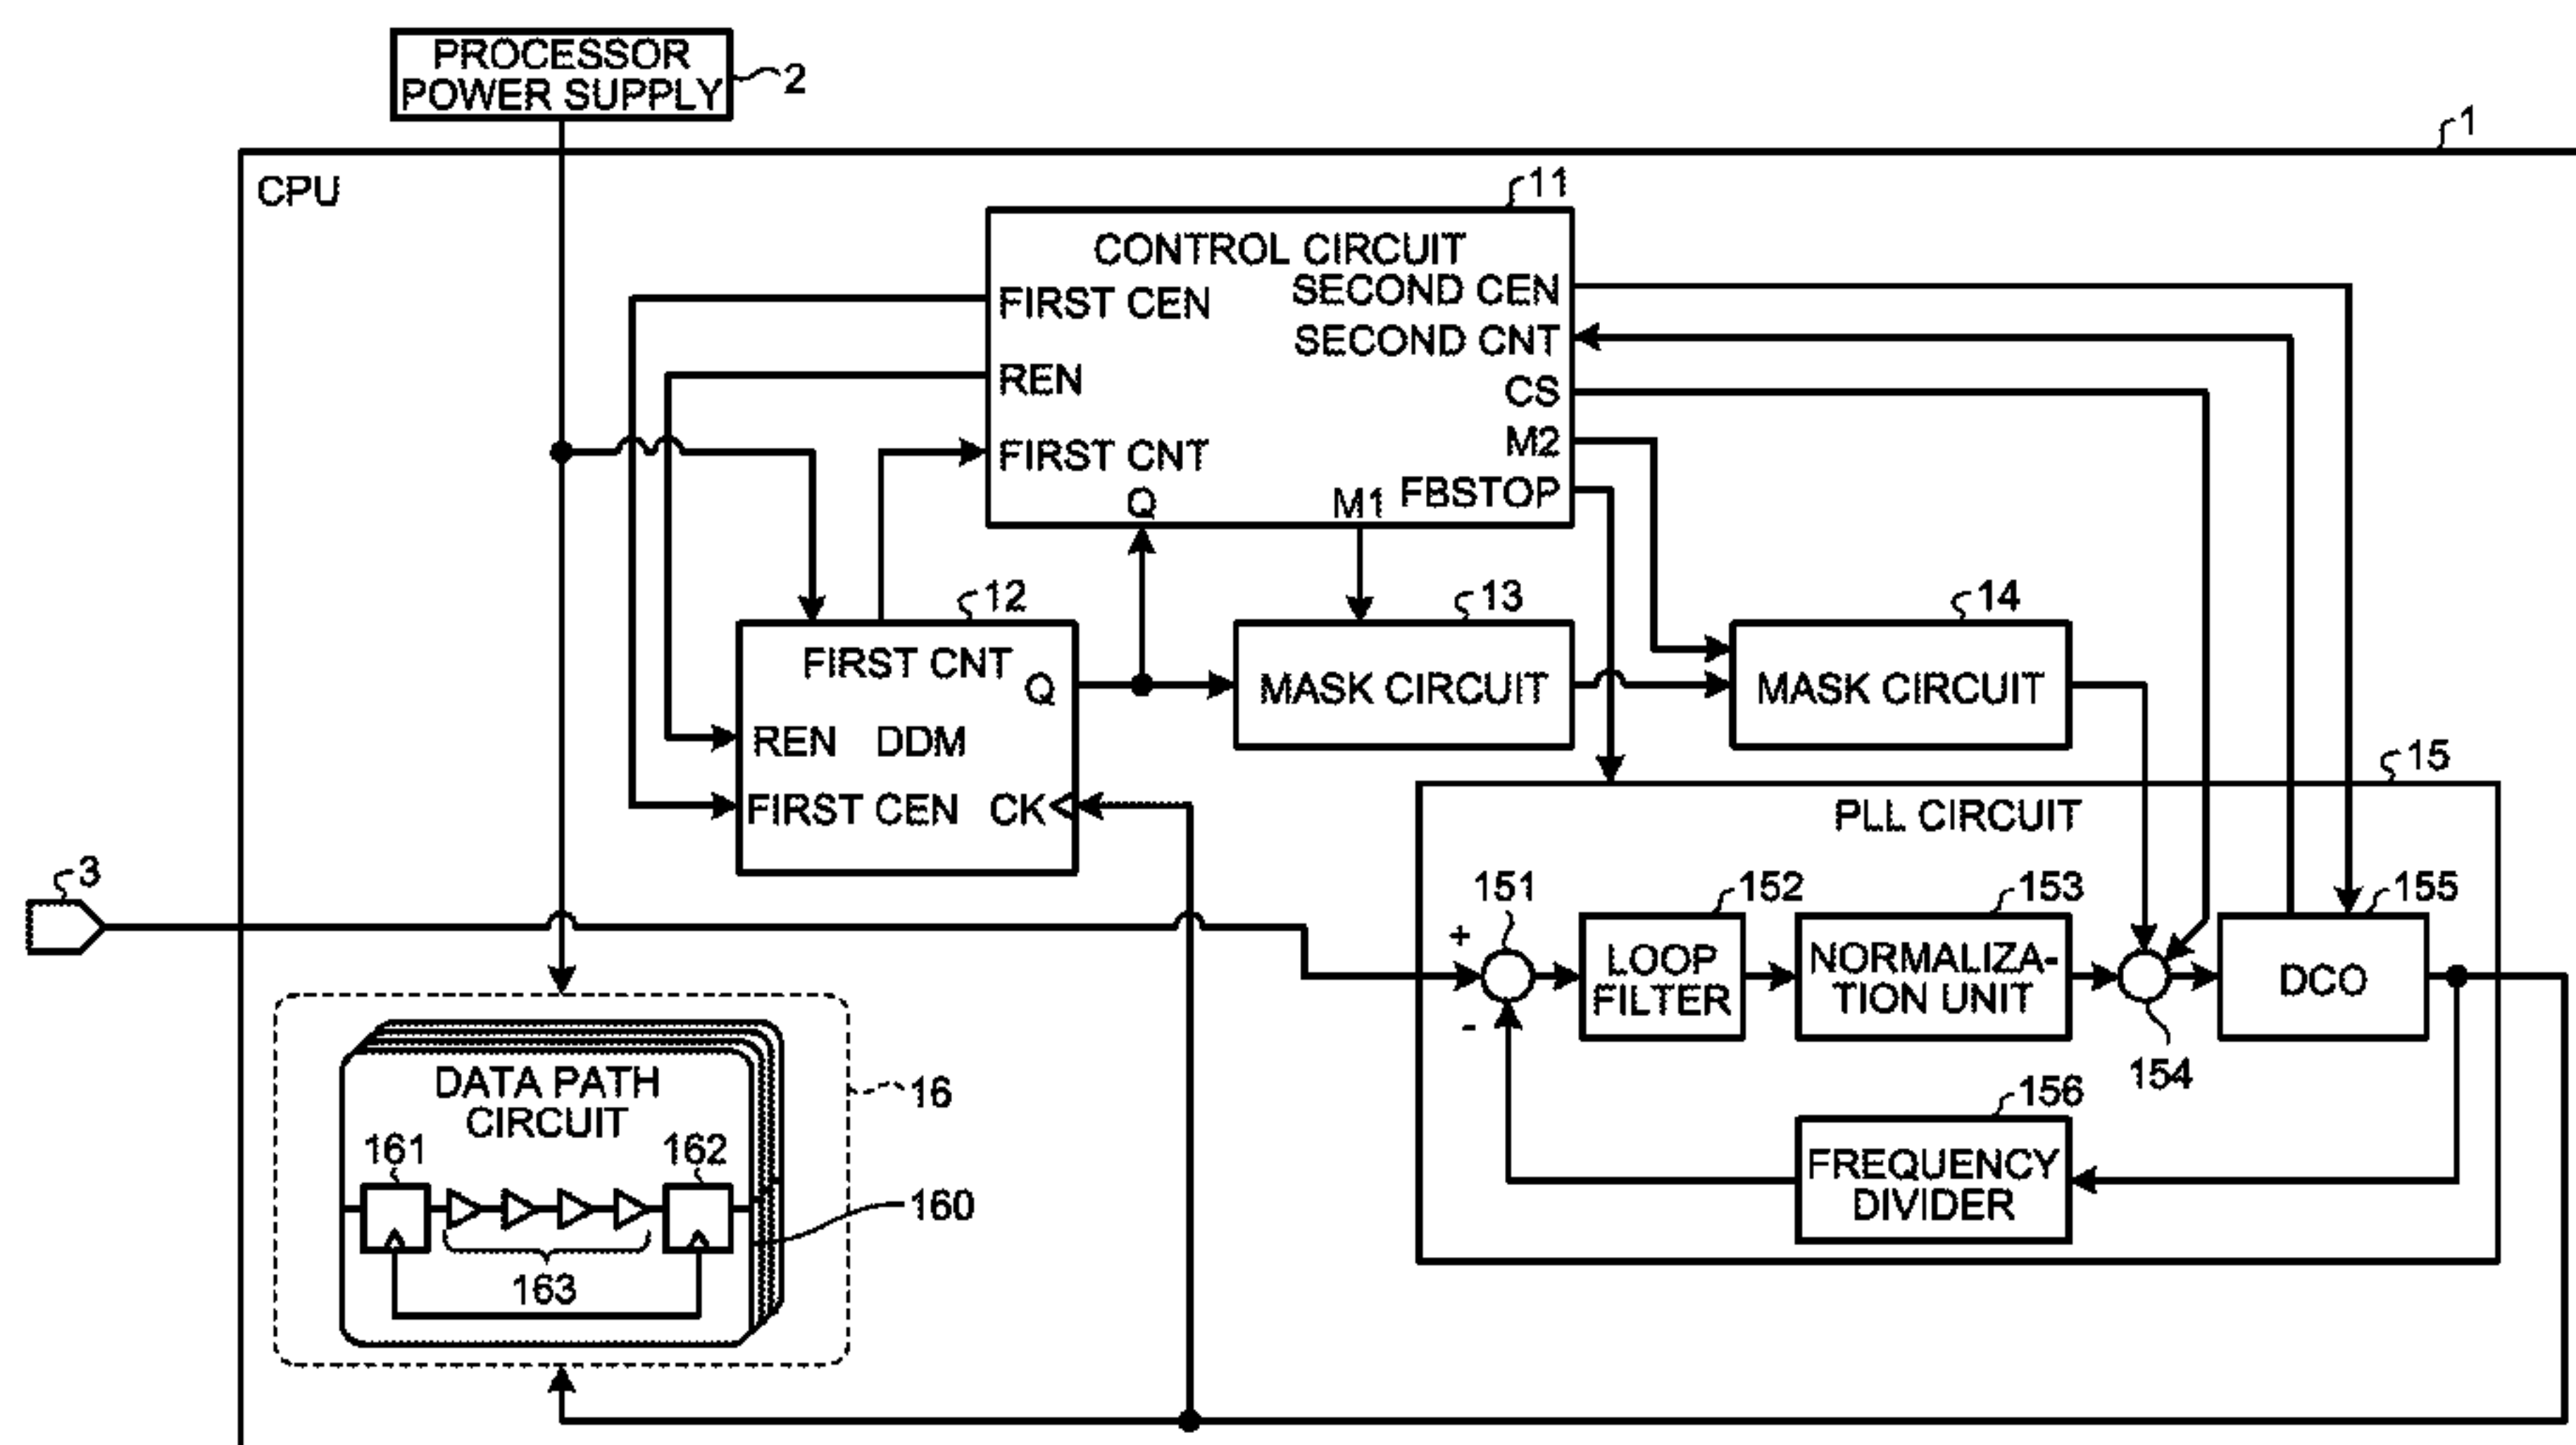 PROCESSOR
POWER SUPPLY
2
1
CPU
11
CONTROL CIRCUIT
FIRST CEN
SECOND CEN
SECOND CNT
REN
CS
FIRST CNT
M2
Q
M1
FBSTOP
12
13
14
FIRST CNT
Q
MASK CIRCUIT
MASK CIRCUIT
REN
DDM
FIRST CEN
CK
15
PLL CIRCUIT
3
151
152
153
155
+
-
LOOP
FILTER
NORMALIZA-
TION UNIT
DCO
154
156
FREQUENCY
DIVIDER
DATA PATH
CIRCUIT
16
161
162
160
163